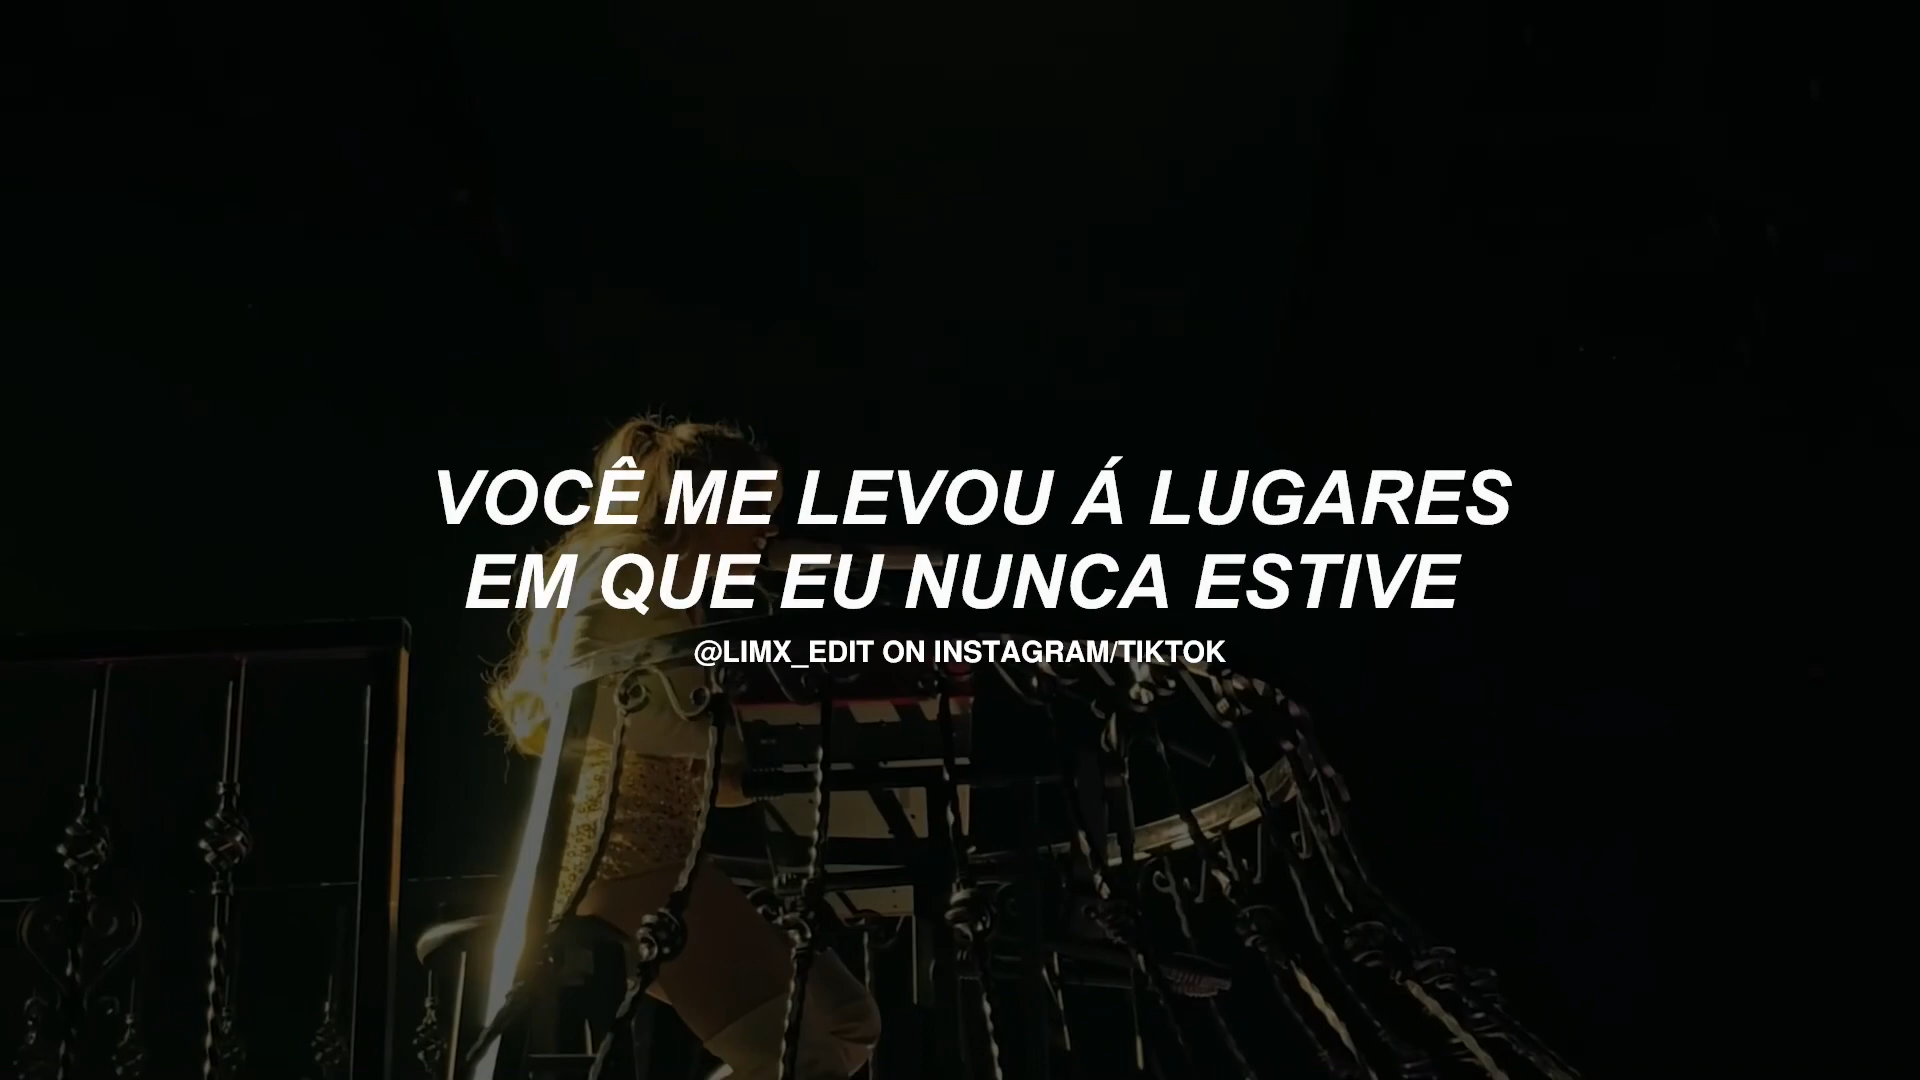 VOCÊ ME LEVOU Á LUGARES
EM QUE EU NUNCA ESTIVE
@LIMX_EDIT ON INSTAGRAM/TIKTOK